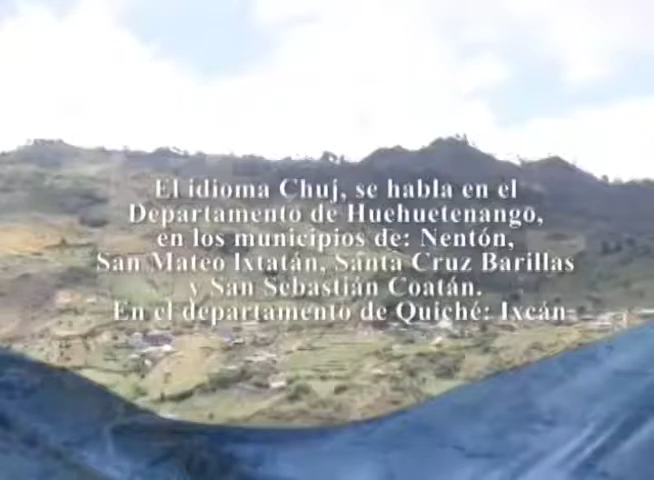 El idioma Chuj, se habla en el
Departamento de Huehuetenango,
en los municipios de: Nentón,
San Mateo Ixtatán, Santa Cruz Barillas
y San Sebastián Coatán.
En el departamento de Quiché: Ixcán